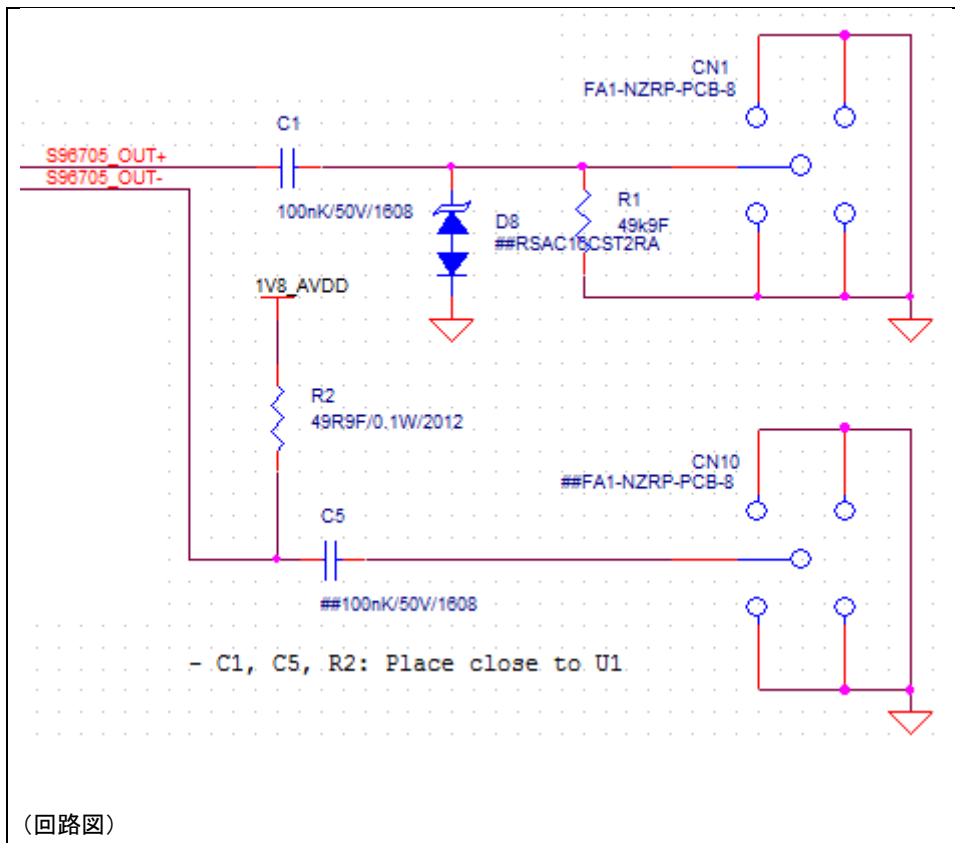 CN1
FA1-NZRP-PCB-8
C1
S96705_OUT+
S96705_OUT-
100nK/50V/1608
R1
49k9F
D8
##RSAC16CST2RA
1V8_AVDD
R2
49R9F/0.1W/2012
CN10
##FA1-NZRP-PCB-8
C5
##100nK/50V/1608
- C1, C5, R2: Place close to U1
(回路図)